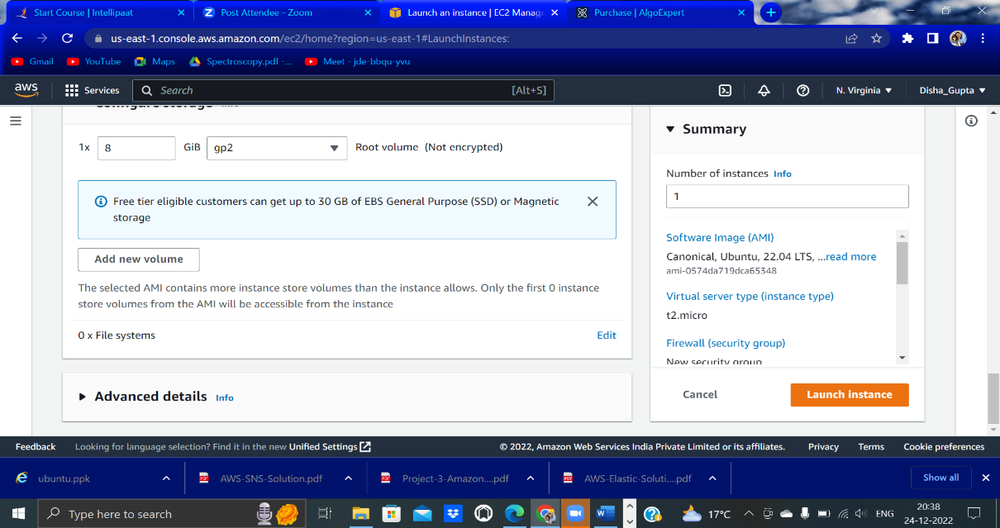 Start Course | Intellipaat
Post Attendee - Zoom
Launch an instance | EC2 Manage
Purchase | AlgoExpert
us-east-1.console.aws.amazon.com/ec2/home?region=us-east-1#LaunchInstances:
Gmail
YouTube
Maps
Spectroscopy.pdf -...
Meet - jde-bbqu-yvu
aws
Services
Search
[Alt+S]
N. Virginia
Disha_Gupta
Configure storage Info
1x
8
GiB
gp2
Root volume (Not encrypted)
Free tier eligible customers can get up to 30 GB of EBS General Purpose (SSD) or Magnetic
storage
Add new volume
The selected AMI contains more instance store volumes than the instance allows. Only the first 0 instance
store volumes from the AMI will be accessible from the instance
0 x File systems
Edit
Advanced details Info
Summary
Number of instances Info
1
Software Image (AMI)
Canonical, Ubuntu, 22.04 LTS, ...read more
ami-0574da719dca65348
Virtual server type (instance type)
t2.micro
Firewall (security group)
New security group
Cancel
Launch instance
Feedback
Looking for language selection? Find it in the new Unified Settings
© 2022, Amazon Web Services India Private Limited or its affiliates.
Privacy
Terms
Cookie preferences
ubuntu.ppk
AWS-SNS-Solution.pdf
Project-3-Amazon....pdf
AWS-Elastic-Soluti....pdf
Show all
Type here to search
17°C
ENG
20:38
24-12-2022